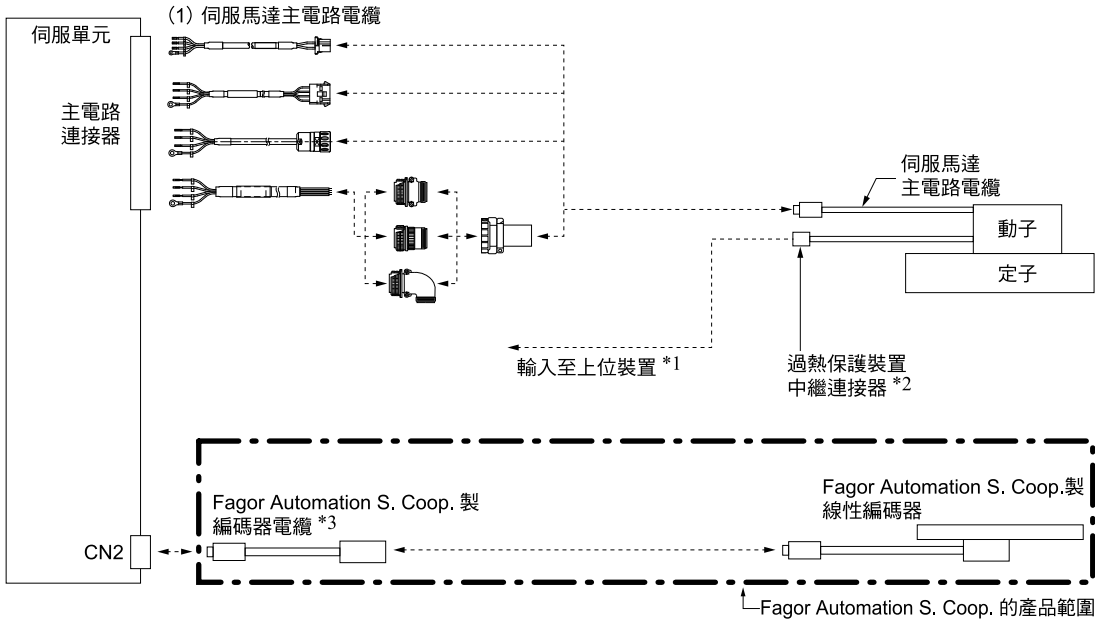 (1) 伺服馬達主電路電纜
伺服單元
主電路
連接器
伺服馬達
主電路電纜
動子
定子
輸入至上位裝置 *1
過熱保護裝置
中繼連接器 *2
Fagor Automation S. Coop. 製
編碼器電纜 *3
Fagor Automation S. Coop.製
線性編碼器
CN2
Fagor Automation S. Coop. 的產品範圍